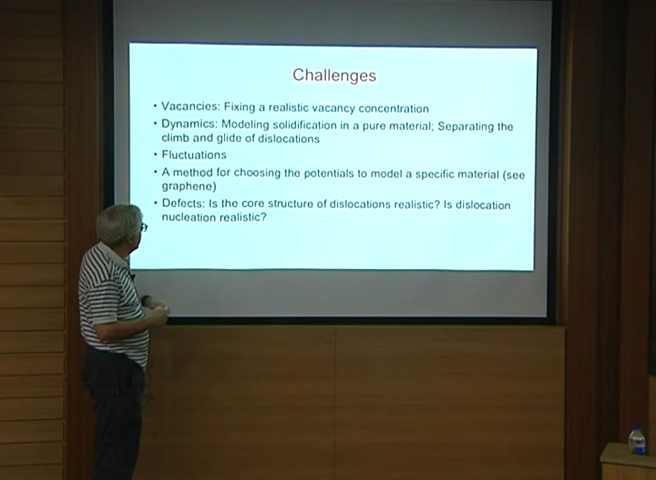 Challenges
• Vacancies: Fixing a realistic vacancy concentration
• Dynamics: Modeling solidification in a pure material; Separating the
climb and glide of dislocations
• Fluctuations
• A method for choosing the potentials to model a specific material (see
graphene)
• Defects: Is the core structure of dislocations realistic? Is dislocation
nucleation realistic?